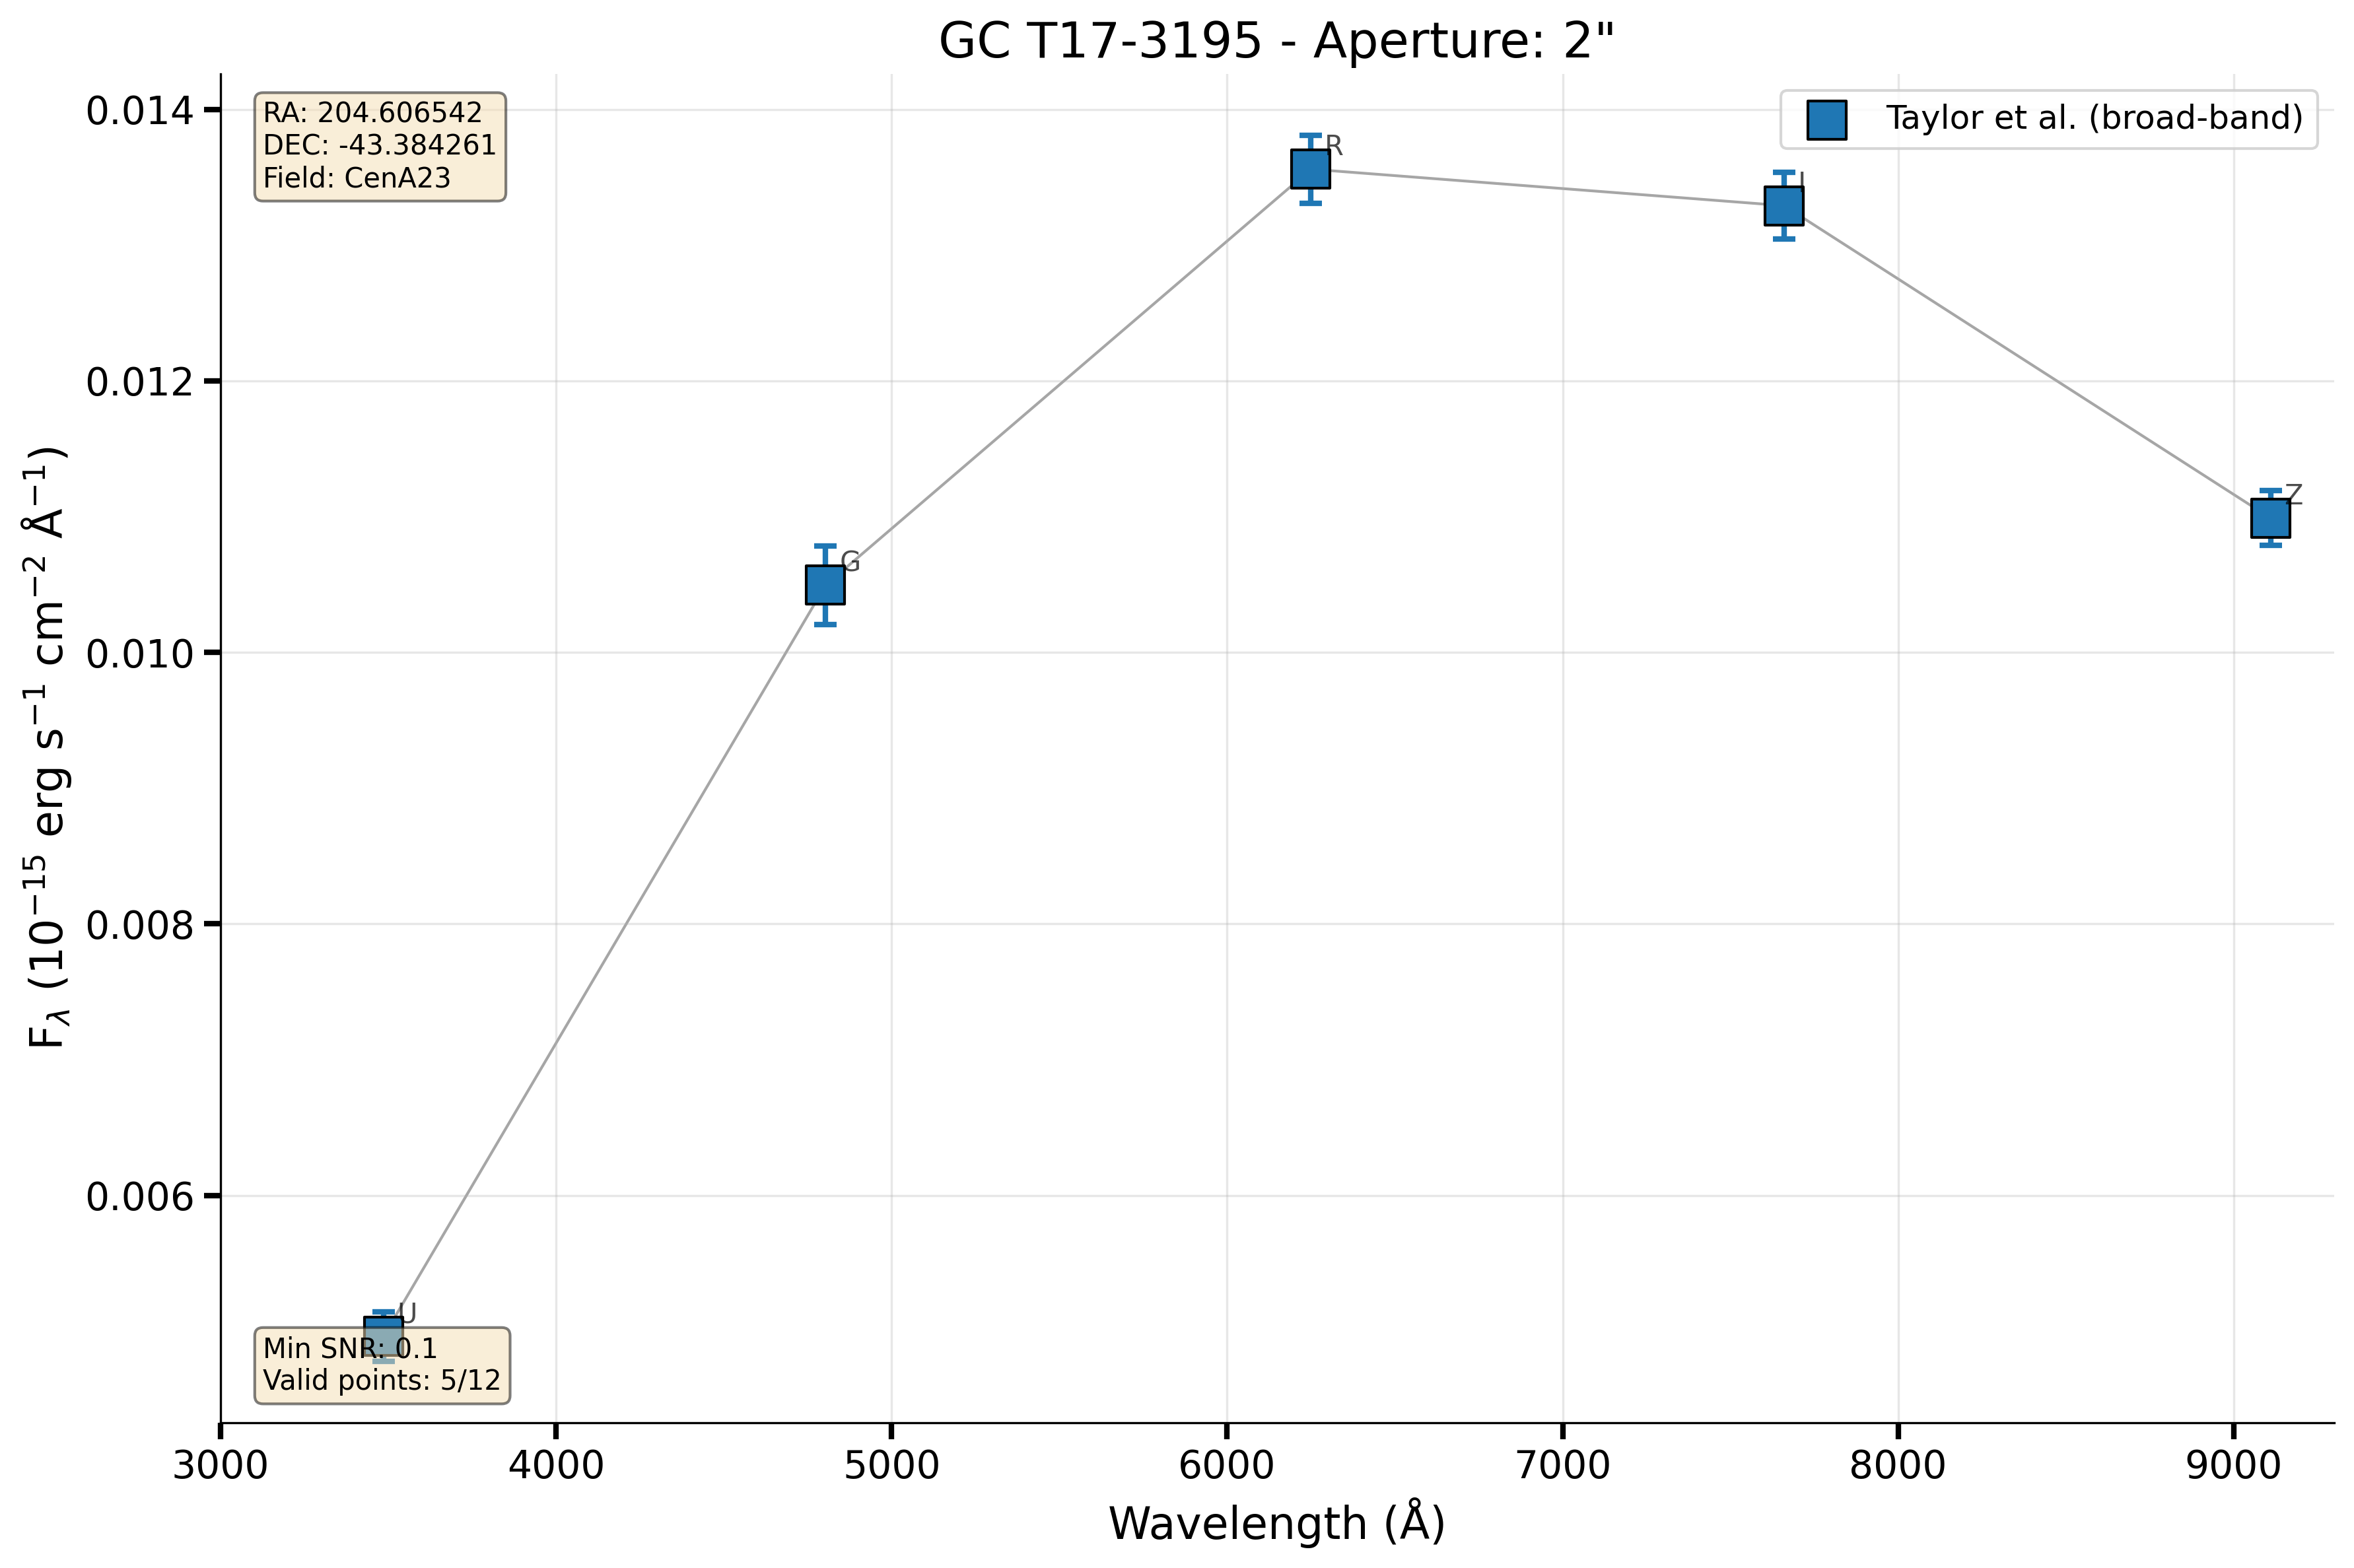 GC T17-3195 - Aperture: 2"
RA: 204.606542
DEC: -43.384261
Field: CenA23
Taylor et al. (broad-band)
R
I
G
Z
U
Min SNR: 0.1
Valid points: 5/12
0.014
0.012
0.010
0.008
0.006
F_λ (10⁻¹⁵ erg s⁻¹ cm⁻² Å⁻¹)
3000 4000 5000 6000 7000 8000 9000
Wavelength (Å)